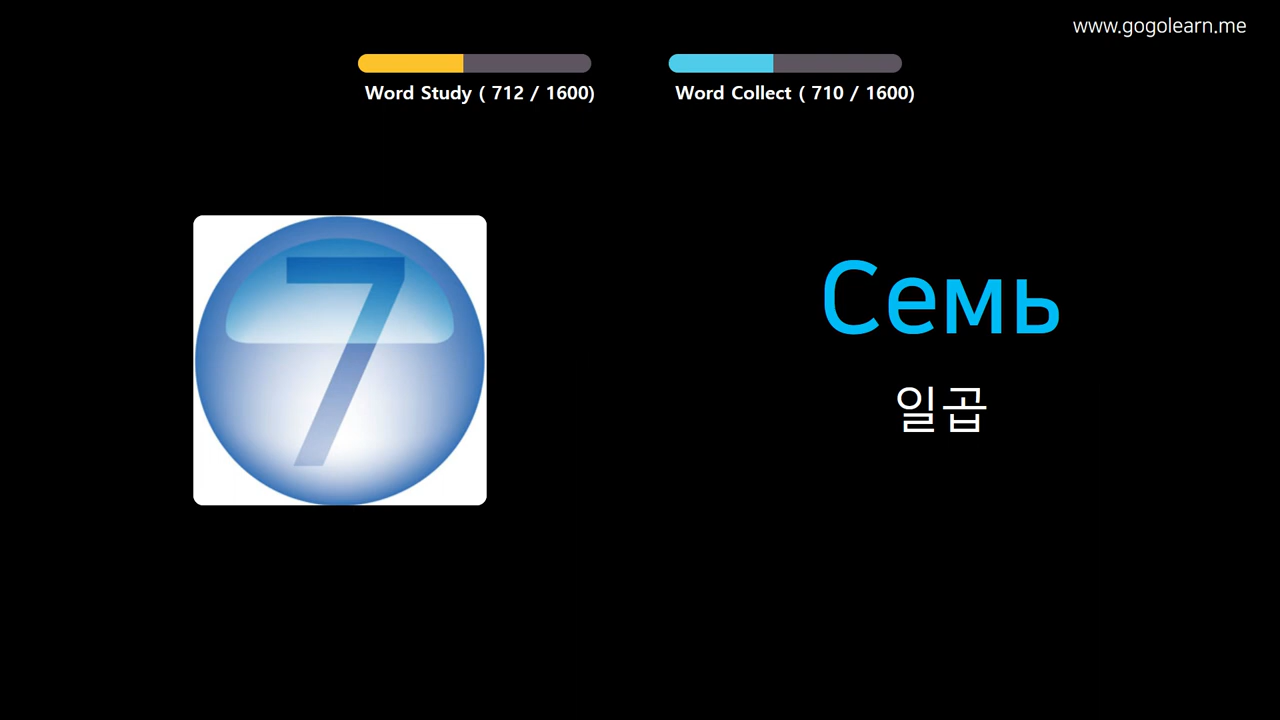 www.gogolearn.me
Word Study ( 712 / 1600)
Word Collect ( 710 / 1600)
7
Семь
일곱